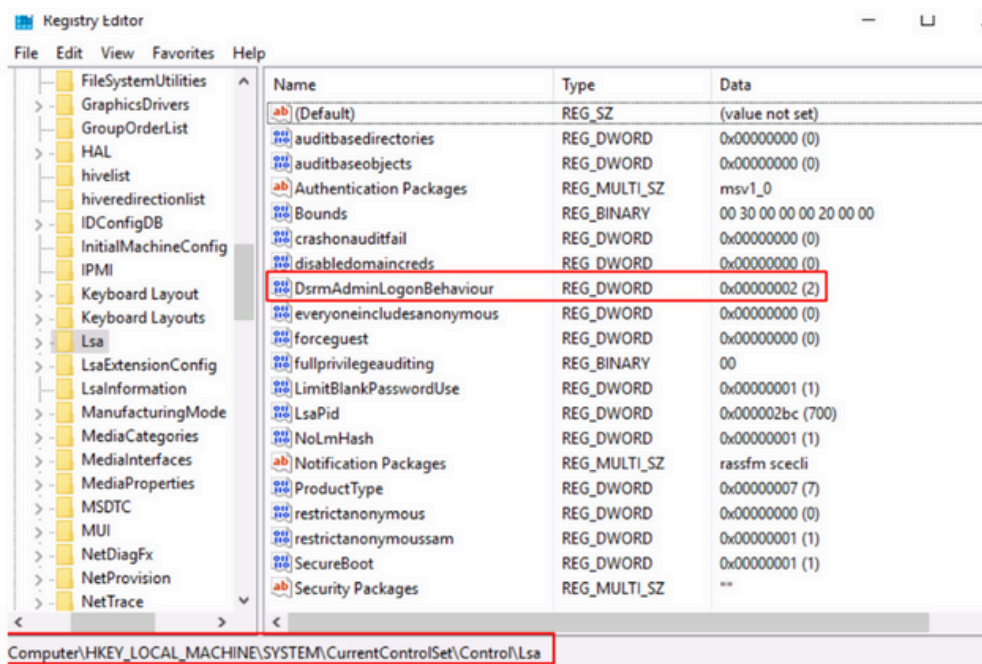 Registry Editor
File Edit View Favorites Help
FileSystemUtilities
GraphicsDrivers
GroupOrderList
HAL
hivelist
hiveredirectionlist
IDConfigDB
InitialMachineConfig
IPMI
Keyboard Layout
Keyboard Layouts
Lsa
LsaExtensionConfig
LsaInformation
ManufacturingMode
MediaCategories
MediaInterfaces
MediaProperties
MSDTC
MUI
NetDiagFx
NetProvision
NetTrace
Name Type Data
(Default) REG_SZ (value not set)
auditbasedirectories REG_DWORD 0x00000000 (0)
auditbaseobjects REG_DWORD 0x00000000 (0)
Authentication Packages REG_MULTI_SZ msv1_0
Bounds REG_BINARY 00 30 00 00 00 20 00 00
crashonauditfail REG_DWORD 0x00000000 (0)
disabledomaincreds REG_DWORD 0x00000000 (0)
DsrmAdminLogonBehaviour REG_DWORD 0x00000002 (2)
everyoneincludesanonymous REG_DWORD 0x00000000 (0)
forceguest REG_DWORD 0x00000000 (0)
fullprivilegeauditing REG_BINARY 00
LimitBlankPasswordUse REG_DWORD 0x00000001 (1)
LsaPid REG_DWORD 0x000002bc (700)
NoLmHash REG_DWORD 0x00000001 (1)
Notification Packages REG_MULTI_SZ rassfm scecli
ProductType REG_DWORD 0x00000007 (7)
restrictanonymous REG_DWORD 0x00000000 (0)
restrictanonymoussam REG_DWORD 0x00000001 (1)
SecureBoot REG_DWORD 0x00000001 (1)
Security Packages REG_MULTI_SZ ""
Computer\HKEY_LOCAL_MACHINE\SYSTEM\CurrentControlSet\Control\Lsa